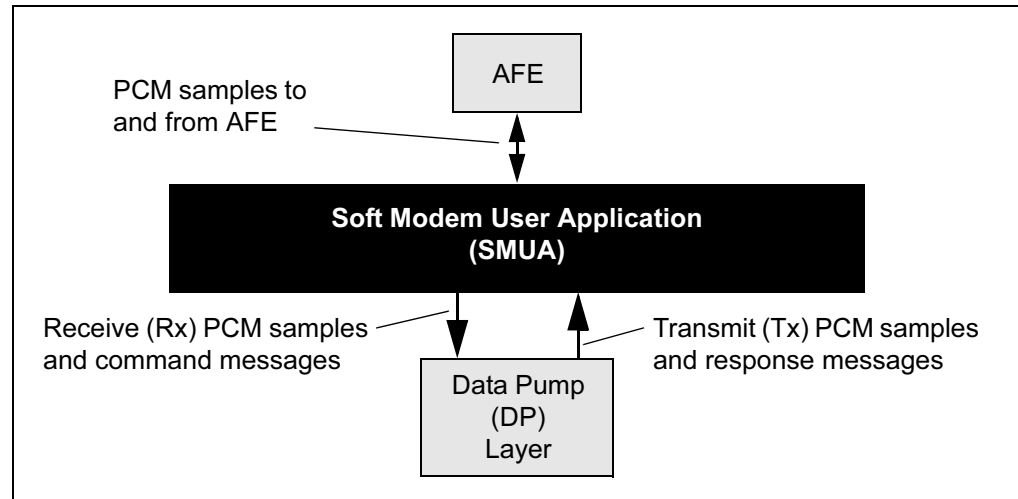 AFE
PCM samples to
and from AFE
Soft Modem User Application
(SMUA)
Receive (Rx) PCM samples
and command messages
Transmit (Tx) PCM samples
and response messages
Data Pump
(DP)
Layer